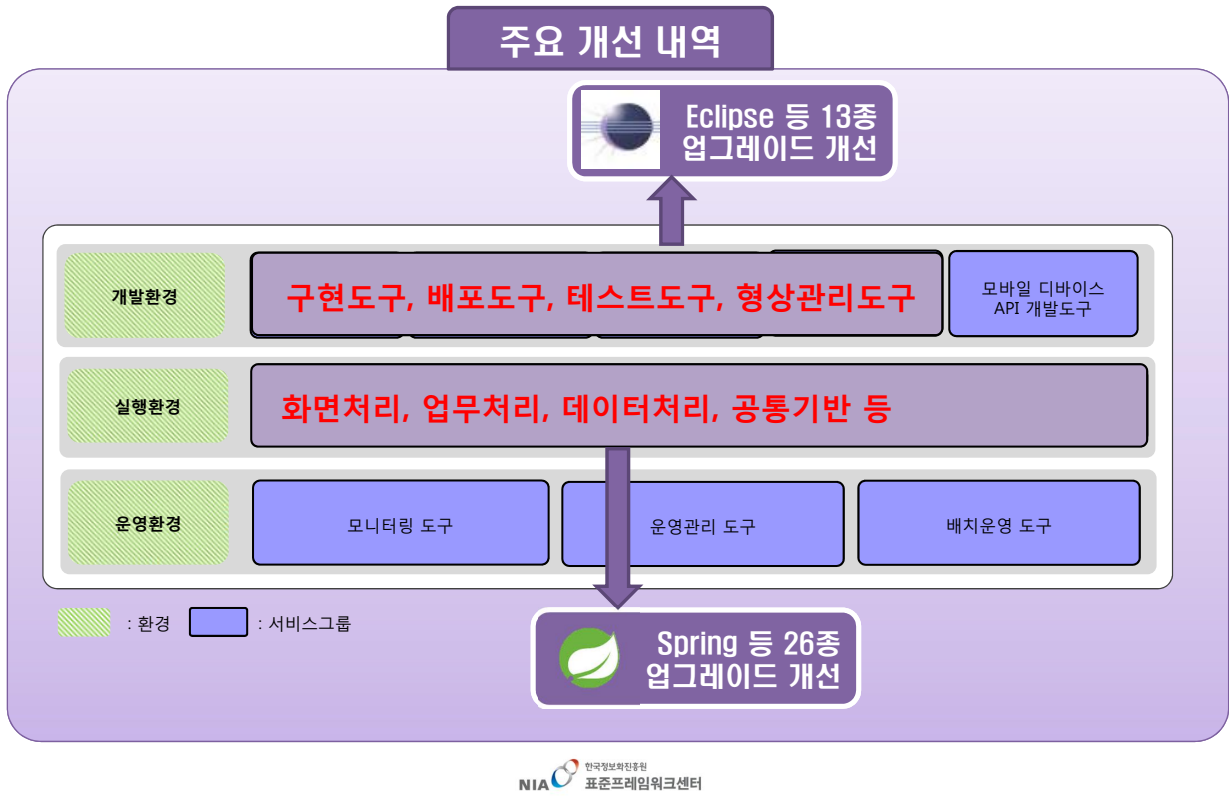 주요 개선 내역
Eclipse 등 13종
업그레이드 개선
개발환경
구현도구, 배포도구, 테스트도구, 형상관리도구
모바일 디바이스
API 개발도구
실행환경
화면처리, 업무처리, 데이터처리, 공통기반 등
운영환경
모니터링 도구
운영관리 도구
배치운영 도구
: 환경
: 서비스그룹
Spring 등 26종
업그레이드 개선
NIA
한국정보화진흥원
표준프레임워크센터